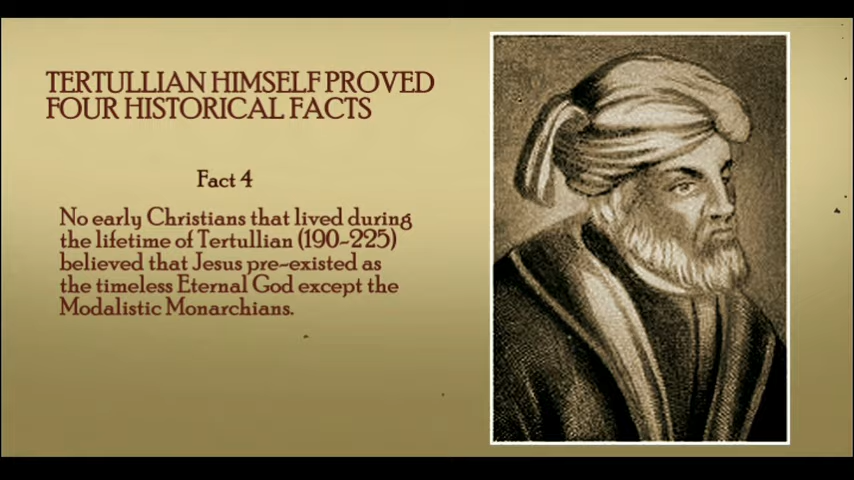 TERTULLIAN HIMSELF PROVED
FOUR HISTORICAL FACTS
Fact 4
No early Christians that lived during
the lifetime of Tertullian (190-225)
believed that Jesus pre-existed as
the timeless Eternal God except the
Modalistic Monarchians.